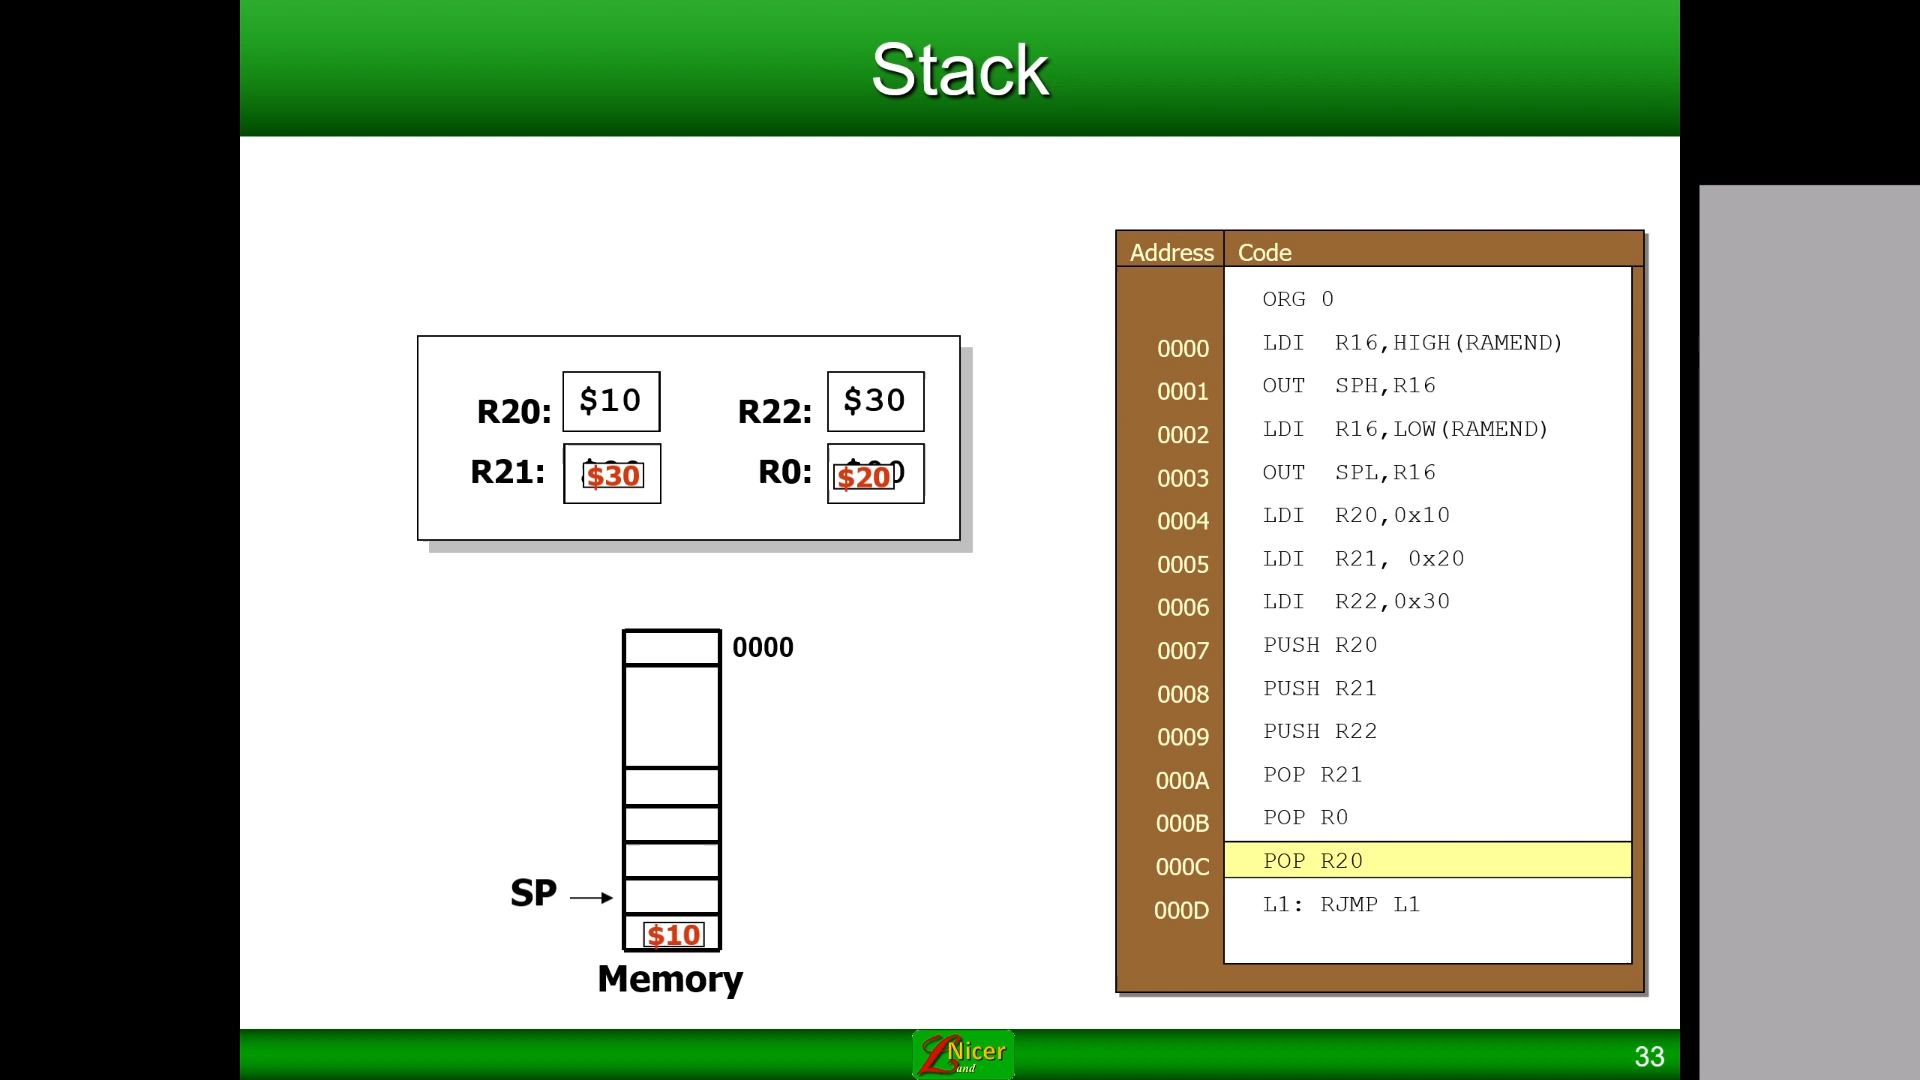 Stack
R20: $10 R22: $30
R21: $30 R0: $20
0000
SP
$10
Memory
Address Code
ORG 0
0000 LDI R16,HIGH(RAMEND)
0001 OUT SPH,R16
0002 LDI R16,LOW(RAMEND)
0003 OUT SPL,R16
0004 LDI R20,0x10
0005 LDI R21, 0x20
0006 LDI R22,0x30
0007 PUSH R20
0008 PUSH R21
0009 PUSH R22
000A POP R21
000B POP R0
000C POP R20
000D L1: RJMP L1
Nicer
Land
33